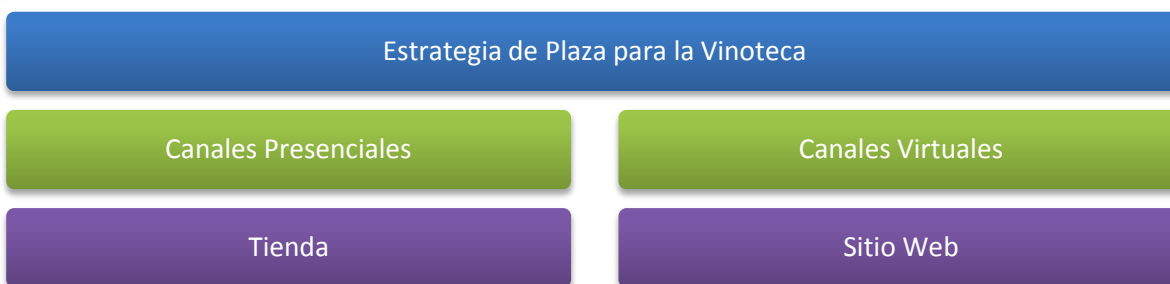 Estrategia de Plaza para la Vinoteca
Canales Presenciales
Canales Virtuales
Tienda
Sitio Web